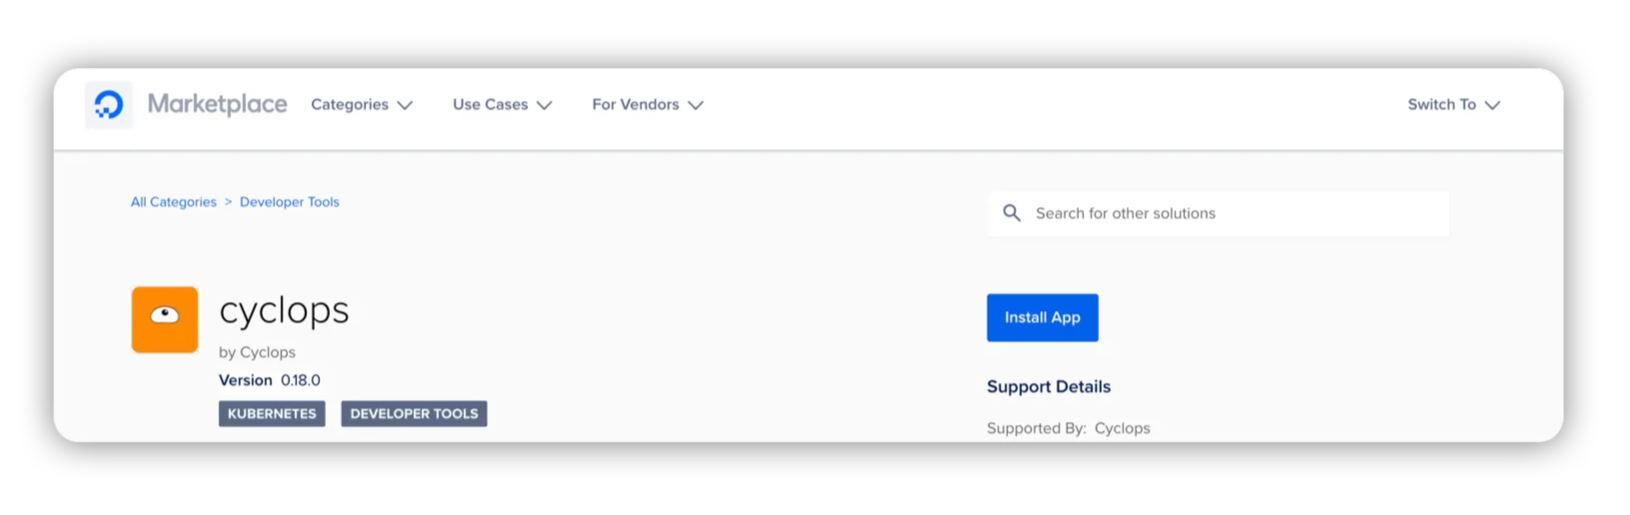 Marketplace Categories Use Cases For Vendors Switch To
All Categories > Developer Tools
Search for other solutions
cyclops
by Cyclops
Version 0.18.0
KUBERNETES DEVELOPER TOOLS
Install App
Support Details
Supported By: Cyclops